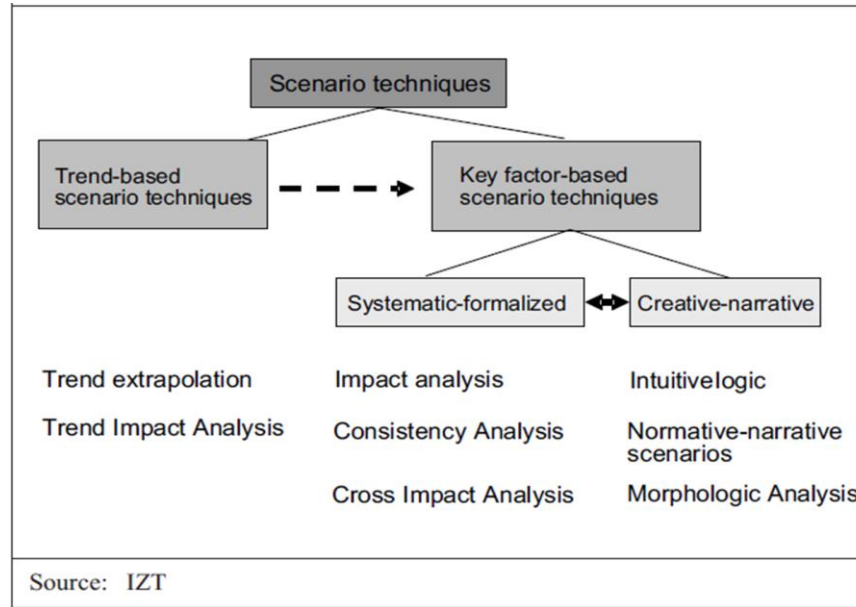 Scenario techniques
Trend-based
scenario techniques
Key factor-based
scenario techniques
Systematic-formalized
Creative-narrative
Trend extrapolation
Impact analysis
Intuitivelogic
Trend Impact Analysis
Consistency Analysis
Normative-narrative
scenarios
Cross Impact Analysis
Morphologic Analysis
Source: IZT